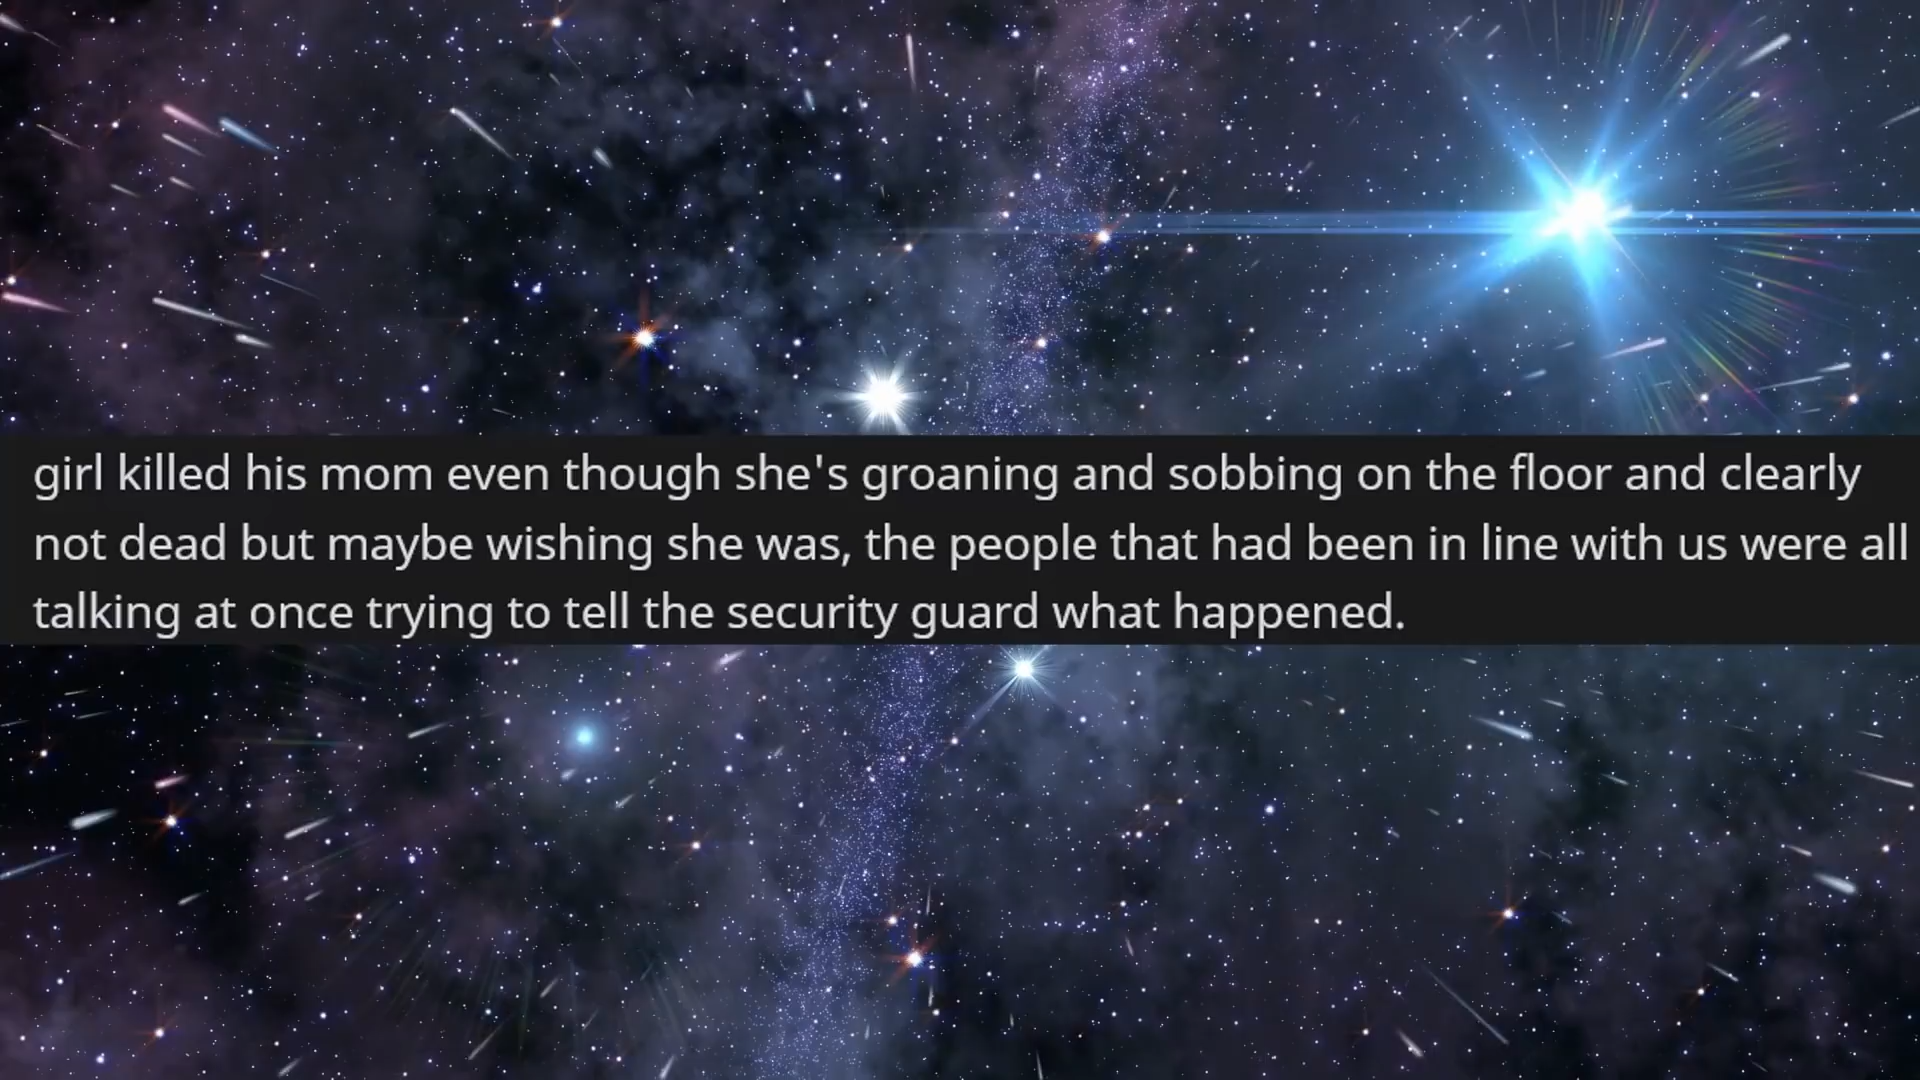 girl killed his mom even though she's groaning and sobbing on the floor and clearly
not dead but maybe wishing she was, the people that had been in line with us were all
talking at once trying to tell the security guard what happened.